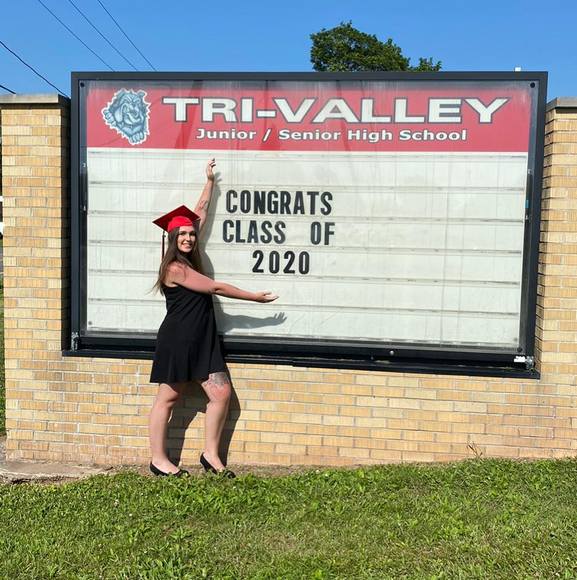 TRI-VALLEY
Junior / Senior High School
CONGRATS
CLASS OF
2020